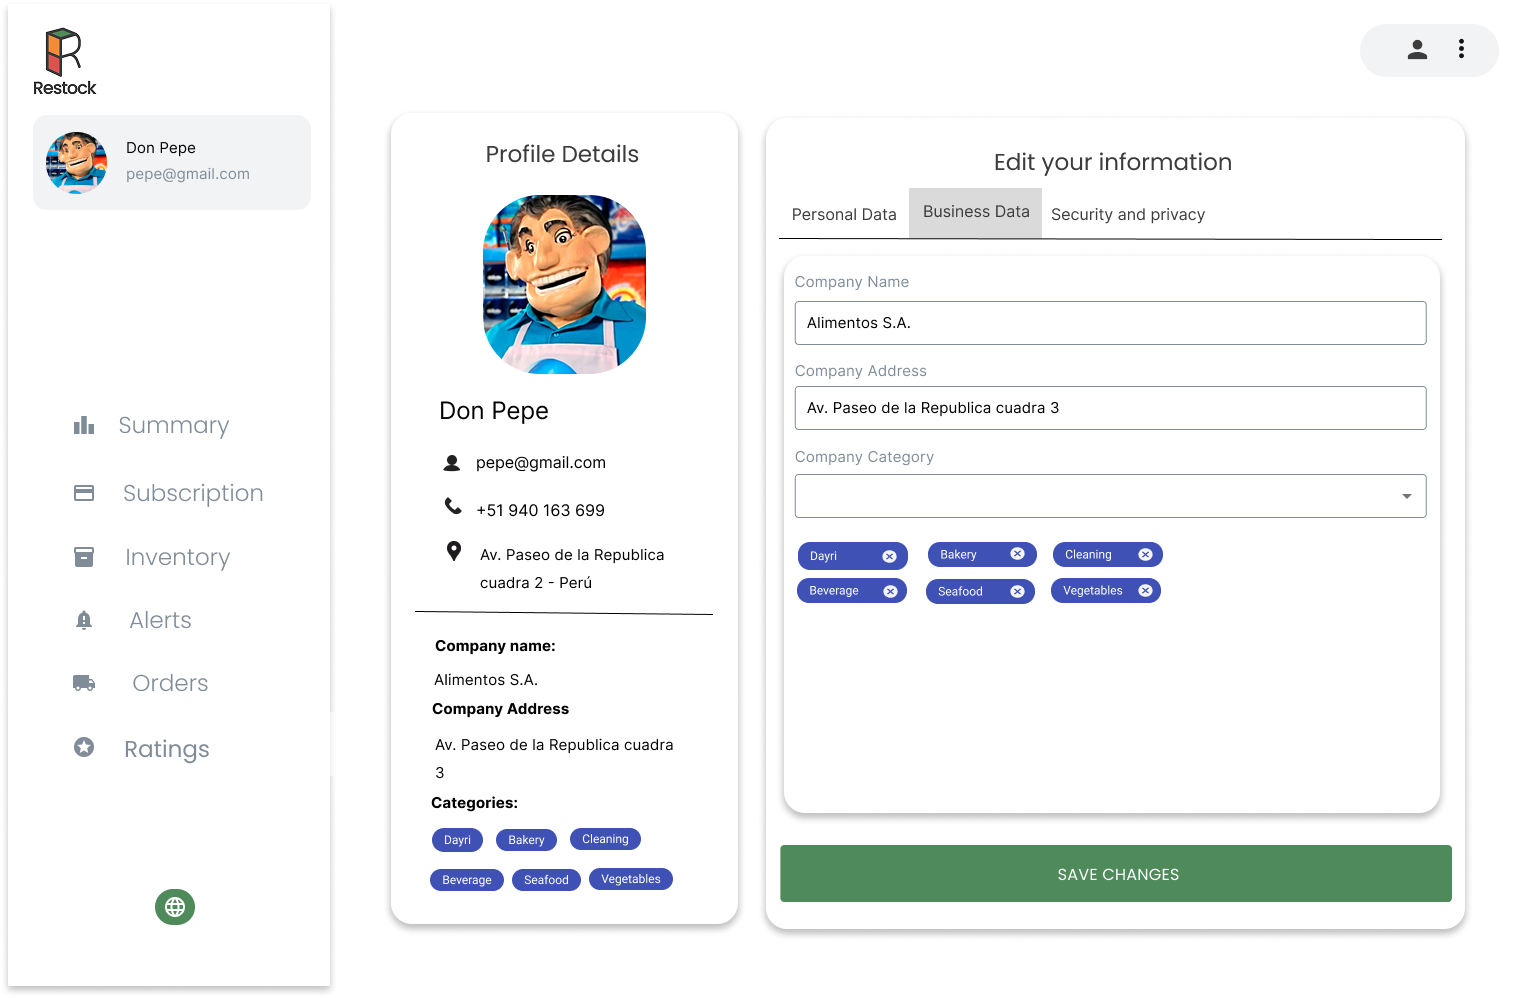 Restock
Don Pepe
pepe@gmail.com
Summary
Subscription
Inventory
Alerts
Orders
Ratings
Profile Details
Don Pepe
pepe@gmail.com
+51 940 163 699
Av. Paseo de la Republica
cuadra 2 - Perú
Company name:
Alimentos S.A.
Company Address
Av. Paseo de la Republica cuadra
3
Categories:
Dayri Bakery Cleaning
Beverage Seafood Vegetables
Edit your information
Personal Data Business Data Security and privacy
Company Name
Alimentos S.A.
Company Address
Av. Paseo de la Republica cuadra 3
Company Category
Dayri Bakery Cleaning
Beverage Seafood Vegetables
SAVE CHANGES